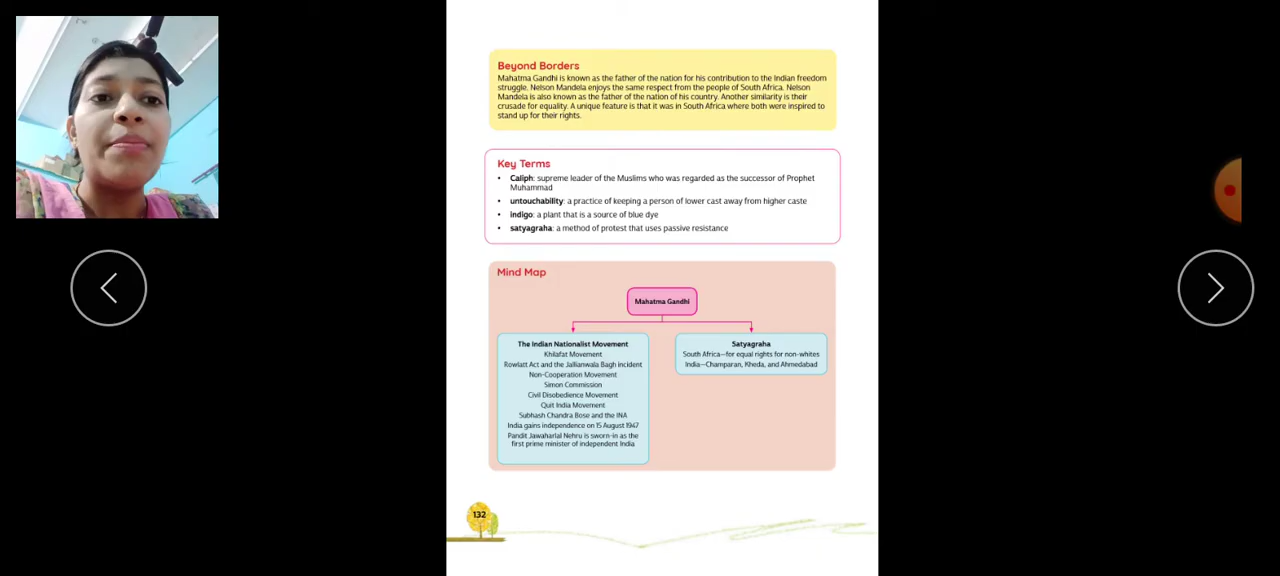 Beyond Borders
Mahatma Gandhi is known as the father of the nation for his contribution to the Indian freedom
struggle. Nelson Mandela enjoys the same respect from the people of South Africa. Nelson
Mandela is also known as the father of the nation of his country. Another similarity is their
crusade for equality. A unique feature is that it was in South Africa where both were inspired to
stand up for their rights.
Key Terms
• Caliph: supreme leader of the Muslims who was regarded as the successor of Prophet
Muhammad
• untouchability: a practice of keeping a person of lower cast away from higher caste
• indigo: a plant that is a source of blue dye
• satyagraha: a method of protest that uses passive resistance
Mind Map
Mahatma Gandhi
The Indian Nationalist Movement
Khilafat Movement
Rowlatt Act and the Jallianwala Bagh incident
Non-Cooperation Movement
Simon Commission
Civil Disobedience Movement
Quit India Movement
Subhash Chandra Bose and the INA
India gains independence on 15 August 1947
Pandit Jawaharlal Nehru is sworn-in as the
first prime minister of independent India
Satyagraha
South Africa—for equal rights for non-whites
India—Champaran, Kheda, and Ahmedabad
132